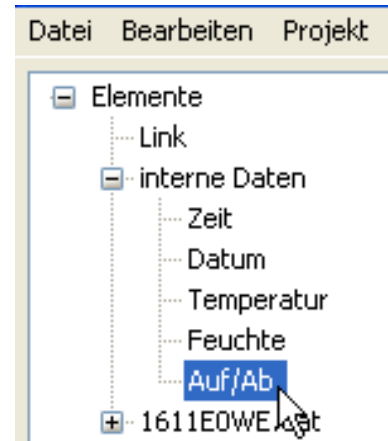 Datei Bearbeiten Projekt
Elemente
Link
interne Daten
Zeit
Datum
Temperatur
Feuchte
Auf/Ab
1611E0WE